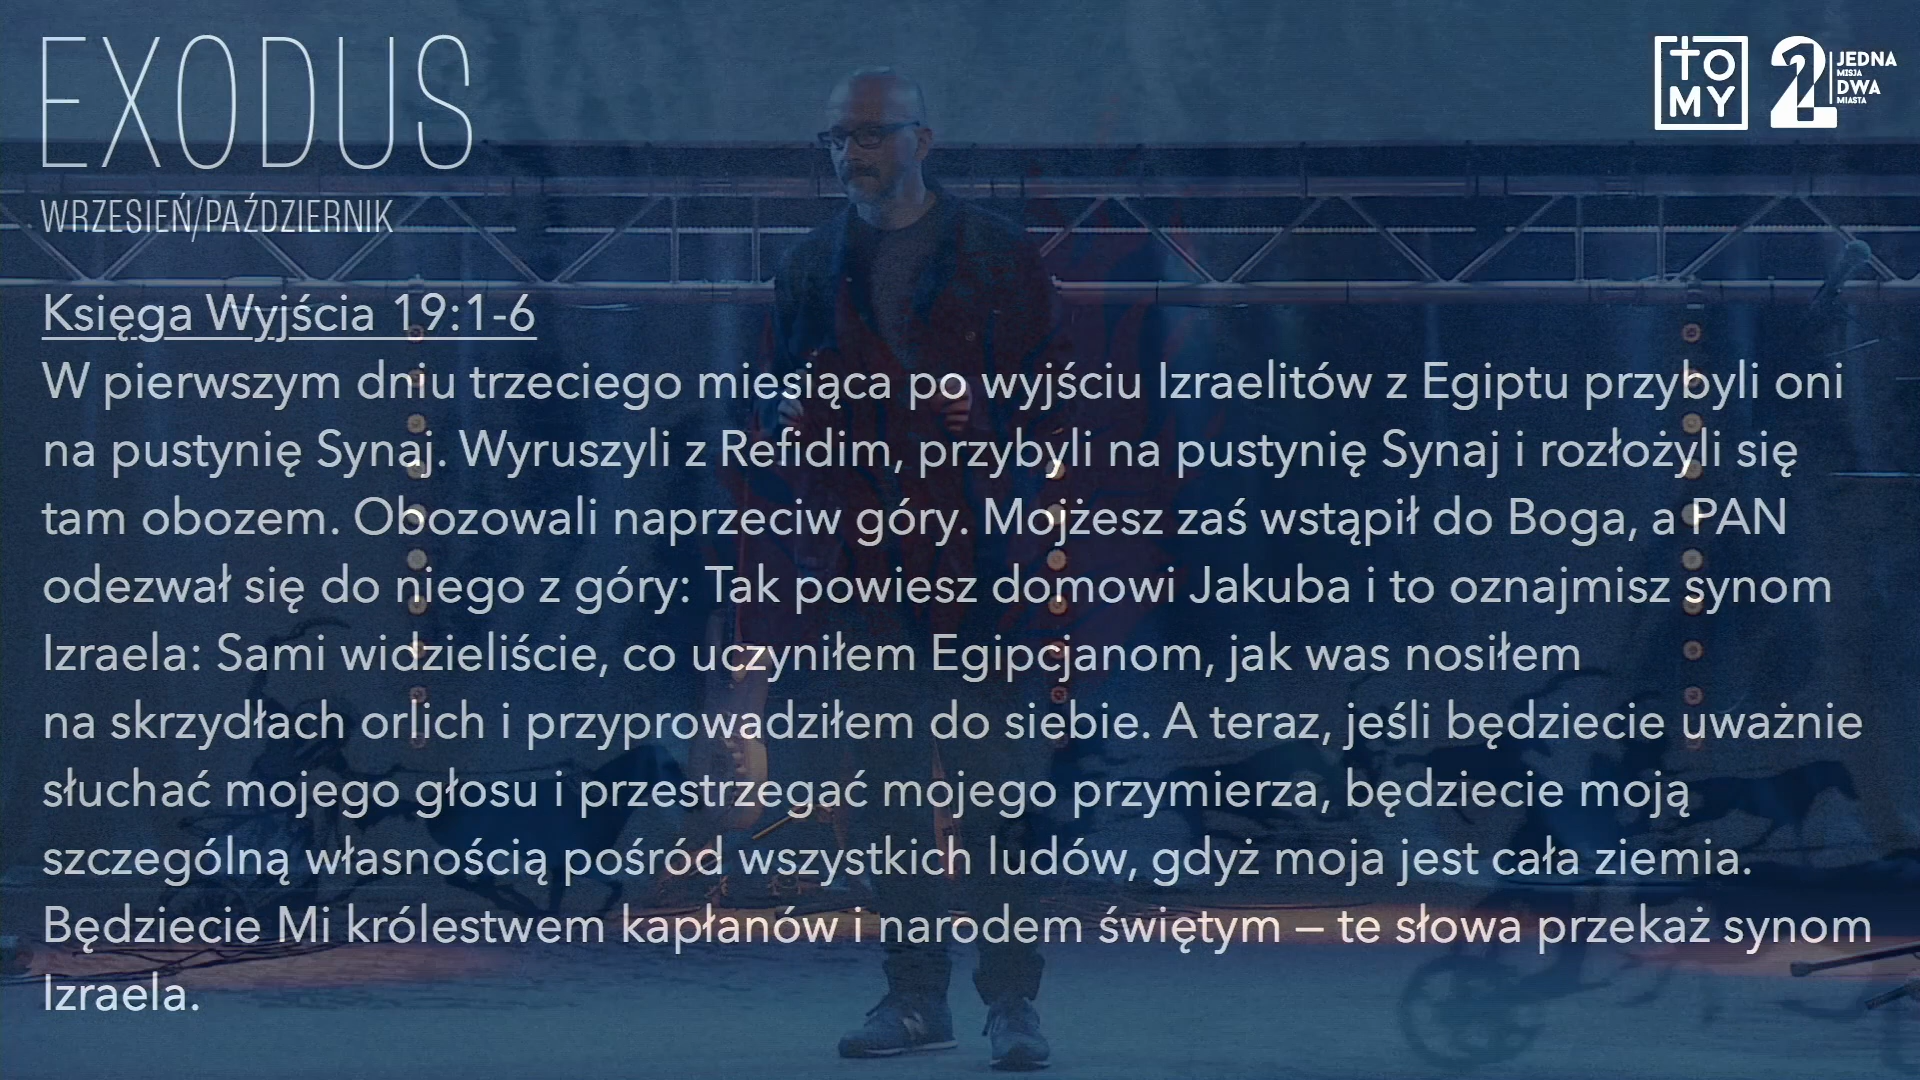 EXODUS
WRZESIEŃ/PAŹDZIERNIK
TO
MY
2
JEDNA
MISJA
DWA
MIASTA
Księga Wyjścia 19:1-6
W pierwszym dniu trzeciego miesiąca po wyjściu Izraelitów z Egiptu przybyli oni
na pustynię Synaj. Wyruszyli z Refidim, przybyli na pustynię Synaj i rozłożyli się
tam obozem. Obozowali naprzeciw góry. Mojżesz zaś wstąpił do Boga, a PAN
odezwał się do niego z góry: Tak powiesz domowi Jakuba i to oznajmisz synom
Izraela: Sami widzieliście, co uczyniłem Egipcjanom, jak was nosiłem
na skrzydłach orlich i przyprowadziłem do siebie. A teraz, jeśli będziecie uważnie
słuchać mojego głosu i przestrzegać mojego przymierza, będziecie moją
szczególną własnością pośród wszystkich ludów, gdyż moja jest cała ziemia.
Będziecie Mi królestwem kapłanów i narodem świętym – te słowa przekaż synom
Izraela.